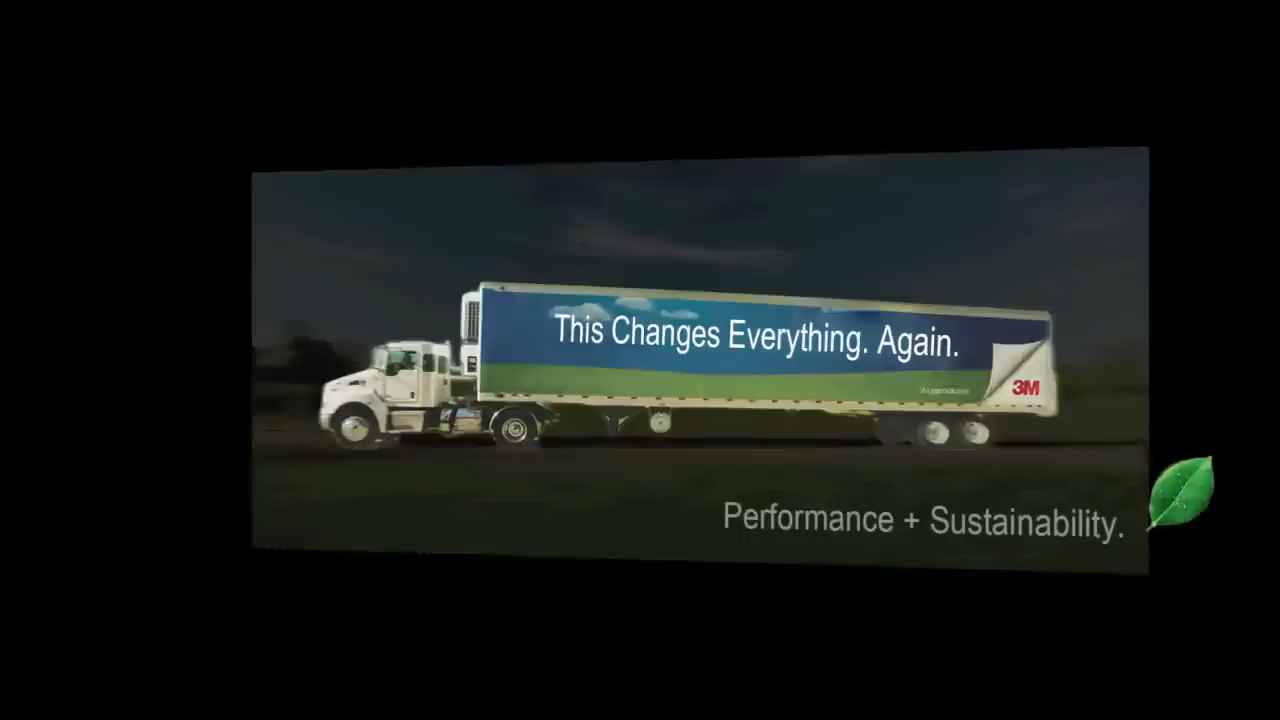 This Changes Everything. Again.
3M
Performance + Sustainability.